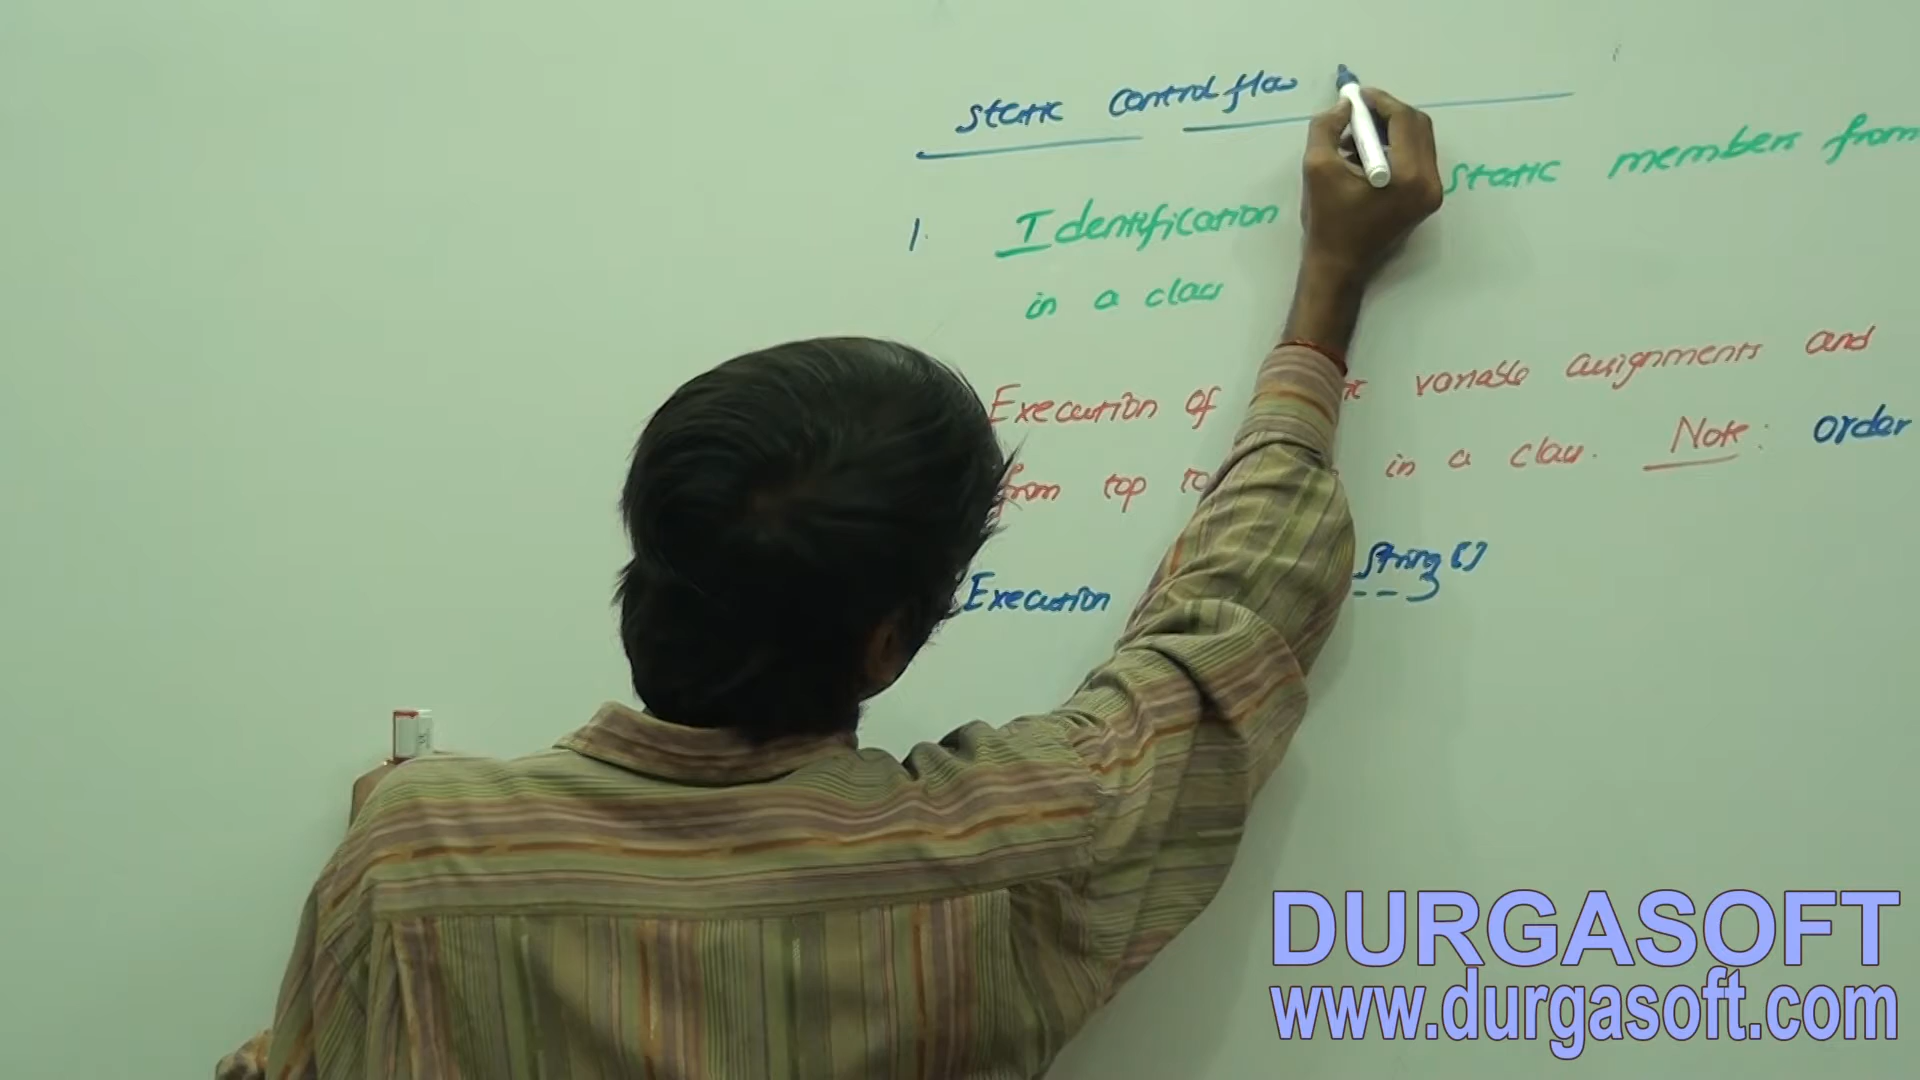 static control flow
1. Identification static members from
in a class
Execution of variable assignments and
from top to in a class. Note: order
Execution String[]
DURGASOFT
www.durgasoft.com